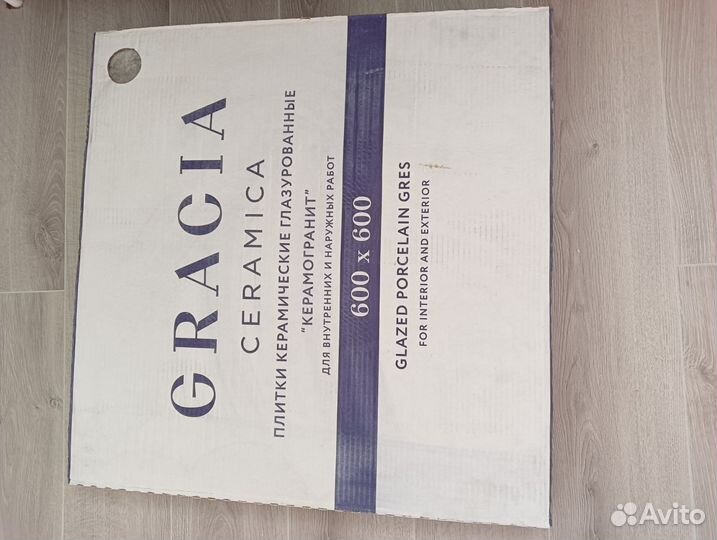 GRACIA
CERAMICA
ПЛИТКИ КЕРАМИЧЕСКИЕ ГЛАЗУРОВАННЫЕ
"КЕРАМОГРАНИТ"
ДЛЯ ВНУТРЕННИХ И НАРУЖНЫХ РАБОТ
600 x 600
GLAZED PORCELAIN GRES
FOR INTERIOR AND EXTERIOR
Avito